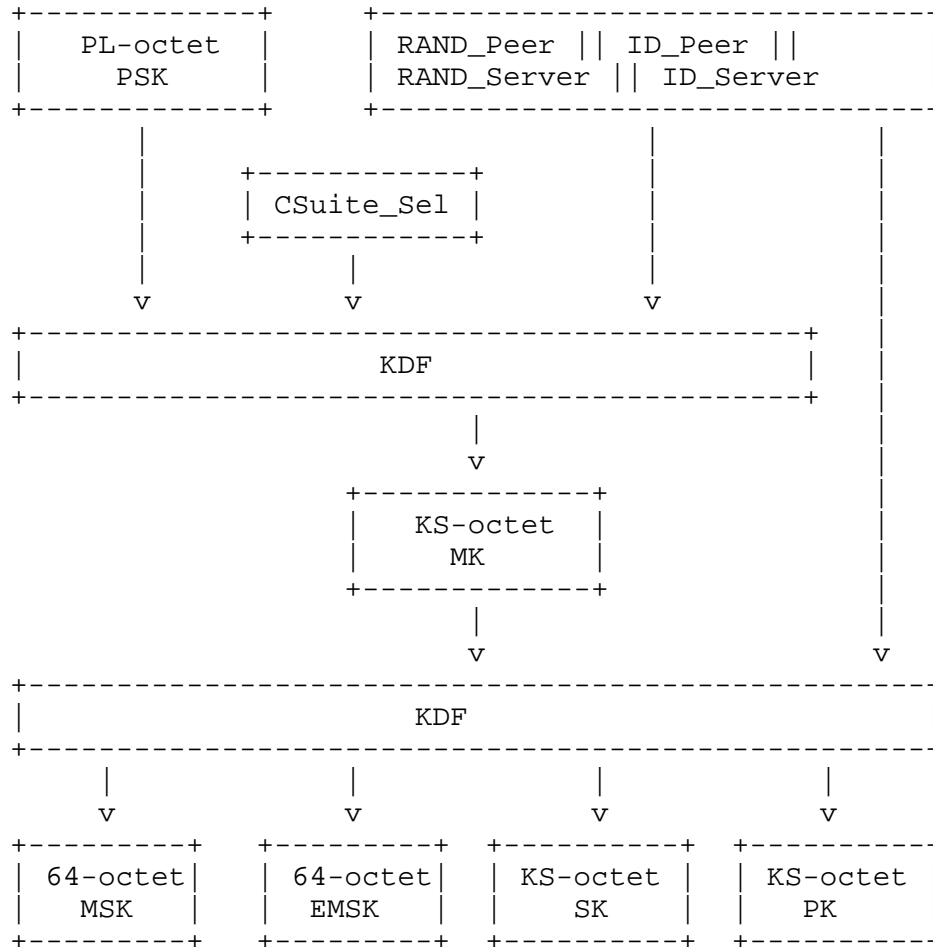 PL-octet
PSK
RAND_Peer || ID_Peer ||
RAND_Server || ID_Server
CSuite_Sel
KDF
KS-octet
MK
KDF
64-octet
MSK
64-octet
EMSK
KS-octet
SK
KS-octet
PK